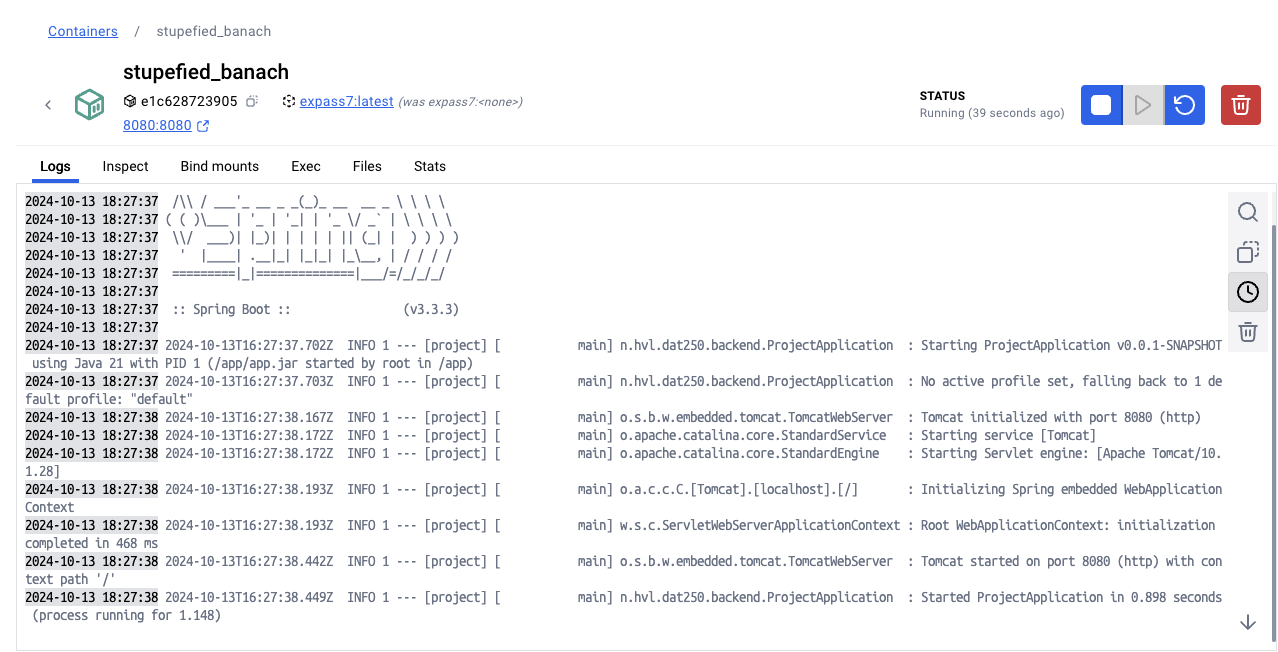 Containers / stupefied_banach
stupefied_banach
e1c628723905 expass7:latest (was expass7:<none>)
8080:8080
STATUS
Running (39 seconds ago)
Logs Inspect Bind mounts Exec Files Stats
2024-10-13 18:27:37  /\\ / ___'_ __ _ _(_)_ __  __ _ \ \ \ \
2024-10-13 18:27:37 ( ( )\___ | '_ | '_| | '_ \/ _` | \ \ \ \
2024-10-13 18:27:37  \\/  ___)| |_)| | | | | || (_| |  ) ) ) )
2024-10-13 18:27:37   '  |____| .__|_| |_|_| |_\__, | / / / /
2024-10-13 18:27:37  =========|_|==============|___/=/_/_/_/
2024-10-13 18:27:37
2024-10-13 18:27:37  :: Spring Boot ::                (v3.3.3)
2024-10-13 18:27:37
2024-10-13 18:27:37 2024-10-13T16:27:37.702Z  INFO 1 --- [project] [           main] n.hvl.dat250.backend.ProjectApplication  : Starting ProjectApplication v0.0.1-SNAPSHOT
 using Java 21 with PID 1 (/app/app.jar started by root in /app)
2024-10-13 18:27:37 2024-10-13T16:27:37.703Z  INFO 1 --- [project] [           main] n.hvl.dat250.backend.ProjectApplication  : No active profile set, falling back to 1 de
fault profile: "default"
2024-10-13 18:27:38 2024-10-13T16:27:38.167Z  INFO 1 --- [project] [           main] o.s.b.w.embedded.tomcat.TomcatWebServer  : Tomcat initialized with port 8080 (http)
2024-10-13 18:27:38 2024-10-13T16:27:38.172Z  INFO 1 --- [project] [           main] o.apache.catalina.core.StandardService   : Starting service [Tomcat]
2024-10-13 18:27:38 2024-10-13T16:27:38.172Z  INFO 1 --- [project] [           main] o.apache.catalina.core.StandardEngine    : Starting Servlet engine: [Apache Tomcat/10.
1.28]
2024-10-13 18:27:38 2024-10-13T16:27:38.193Z  INFO 1 --- [project] [           main] o.a.c.c.C.[Tomcat].[localhost].[/]       : Initializing Spring embedded WebApplication
Context
2024-10-13 18:27:38 2024-10-13T16:27:38.193Z  INFO 1 --- [project] [           main] w.s.c.ServletWebServerApplicationContext : Root WebApplicationContext: initialization
completed in 468 ms
2024-10-13 18:27:38 2024-10-13T16:27:38.442Z  INFO 1 --- [project] [           main] o.s.b.w.embedded.tomcat.TomcatWebServer  : Tomcat started on port 8080 (http) with con
text path '/'
2024-10-13 18:27:38 2024-10-13T16:27:38.449Z  INFO 1 --- [project] [           main] n.hvl.dat250.backend.ProjectApplication  : Started ProjectApplication in 0.898 seconds
 (process running for 1.148)